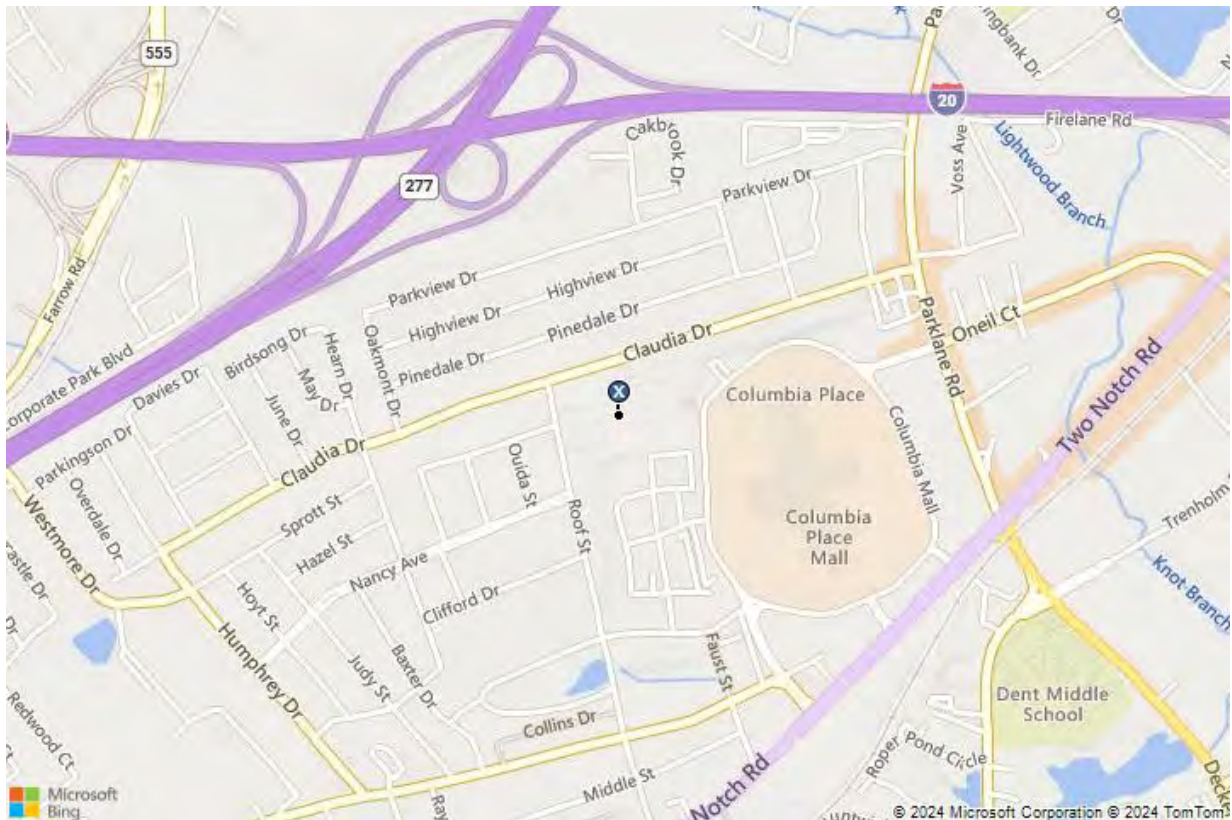 555
277
20
Oakbrook Dr
Firelane Rd
Voss Ave
Lightwood Branch
Parkview Dr
Parkview Dr
Highview Dr
Highview Dr
Pinedale Dr
Pinedale Dr
Farrow Rd
Corporate Park Blvd
Davies Dr
Birdsong Dr
Hearn Dr
May Dr
June Dr
Oakmont Dr
Claudia Dr
Claudia Dr
X
Columbia Place
Columbia Mall
Columbia
Place
Mall
Parklane Rd
Oneil Ct
Two Notch Rd
Parkingson Dr
Overdale Dr
Westmore Dr
Sprott St
Hazel St
Nancy Ave
Ouida St
Roof St
Clifford Dr
Hoyt St
Judy St
Baxter Dr
Humphrey Dr
Faust St
Collins Dr
Middle St
Notch Rd
Redwood Ct
Trenholm
Knot Branch
Dent Middle
School
Roper
Pond Circle
Microsoft
Bing
© 2024 Microsoft Corporation © 2024 TomTom